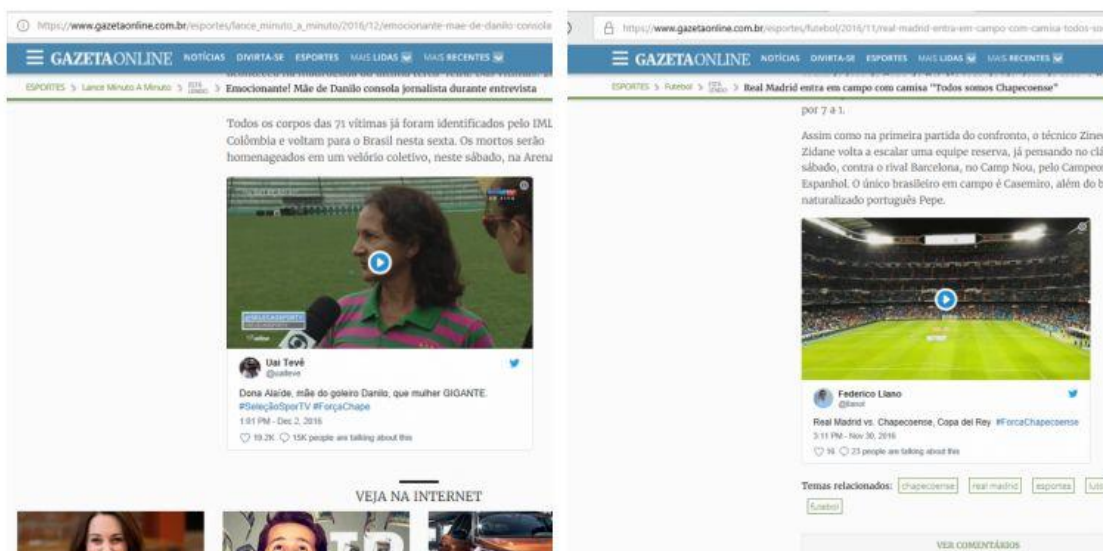 https://www.gazetaonline.com.br/esportes/lance_minuto_a_minuto/2016/12/emocionante-mae-de-danilo-consola
GAZETAONLINE NOTÍCIAS DIVIRTA-SE ESPORTES MAIS LIDAS MAIS RECENTES
ESPORTES > Lance Minuto A Minuto > ESTÁ LENDO > Emocionante! Mãe de Danilo consola jornalista durante entrevista
Todos os corpos das 71 vítimas já foram identificados pelo IML
Colômbia e voltam para o Brasil nesta sexta. Os mortos serão
homenageados em um velório coletivo, neste sábado, na Arena
Uai Tevê
@uaiteve
Dona Alaíde, mãe do goleiro Danilo, que mulher GIGANTE.
#SeleçãoSporTV #ForçaChape
1:01 PM - Dec 2, 2016
19.2K 15K people are talking about this
VEJA NA INTERNET
https://www.gazetaonline.com.br/esportes/futebol/2016/11/real-madrid-entra-em-campo-com-camisa-todos-so
GAZETAONLINE NOTÍCIAS DIVIRTA-SE ESPORTES MAIS LIDAS MAIS RECENTES
ESPORTES > Futebol > ESTÁ LENDO > Real Madrid entra em campo com camisa "Todos somos Chapecoense"
por 7 a 1.
Assim como na primeira partida do confronto, o técnico Zined
Zidane volta a escalar uma equipe reserva, já pensando no clá
sábado, contra o rival Barcelona, no Camp Nou, pelo Campeon
Espanhol. O único brasileiro em campo é Casemiro, além do b
naturalizado português Pepe.
Federico Llano
@llanof
Real Madrid vs. Chapecoense, Copa del Rey #ForcaChapecoense
3:11 PM - Nov 30, 2016
16 23 people are talking about this
Temas relacionados: chapecoense real madrid esportes
futebol
VER COMENTÁRIOS